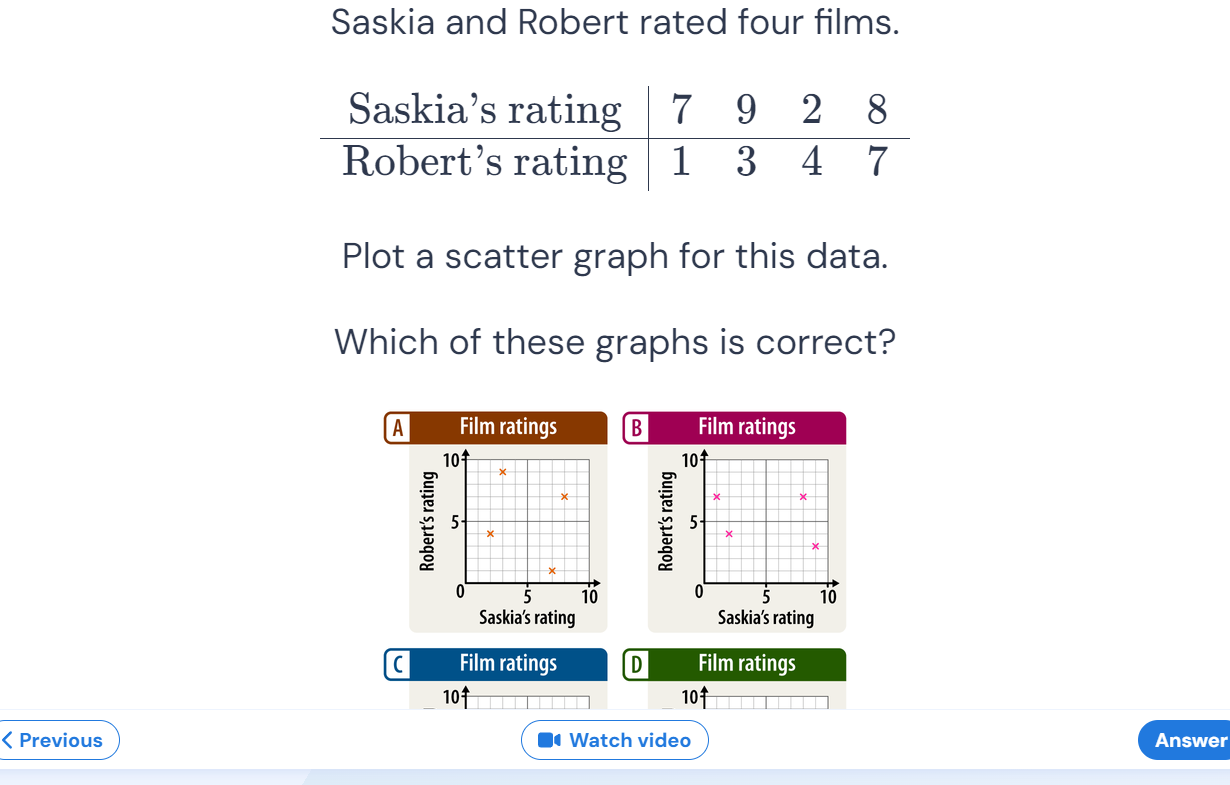 Saskia and Robert rated four films.
Saskia's rating 7 9 2 8
Robert's rating 1 3 4 7
Plot a scatter graph for this data.
Which of these graphs is correct?
A Film ratings
10
5
0
5 10
Robert's rating
Saskia's rating
B Film ratings
10
5
0
5 10
Robert's rating
Saskia's rating
C Film ratings
10
D Film ratings
10
Previous
Watch video
Answer